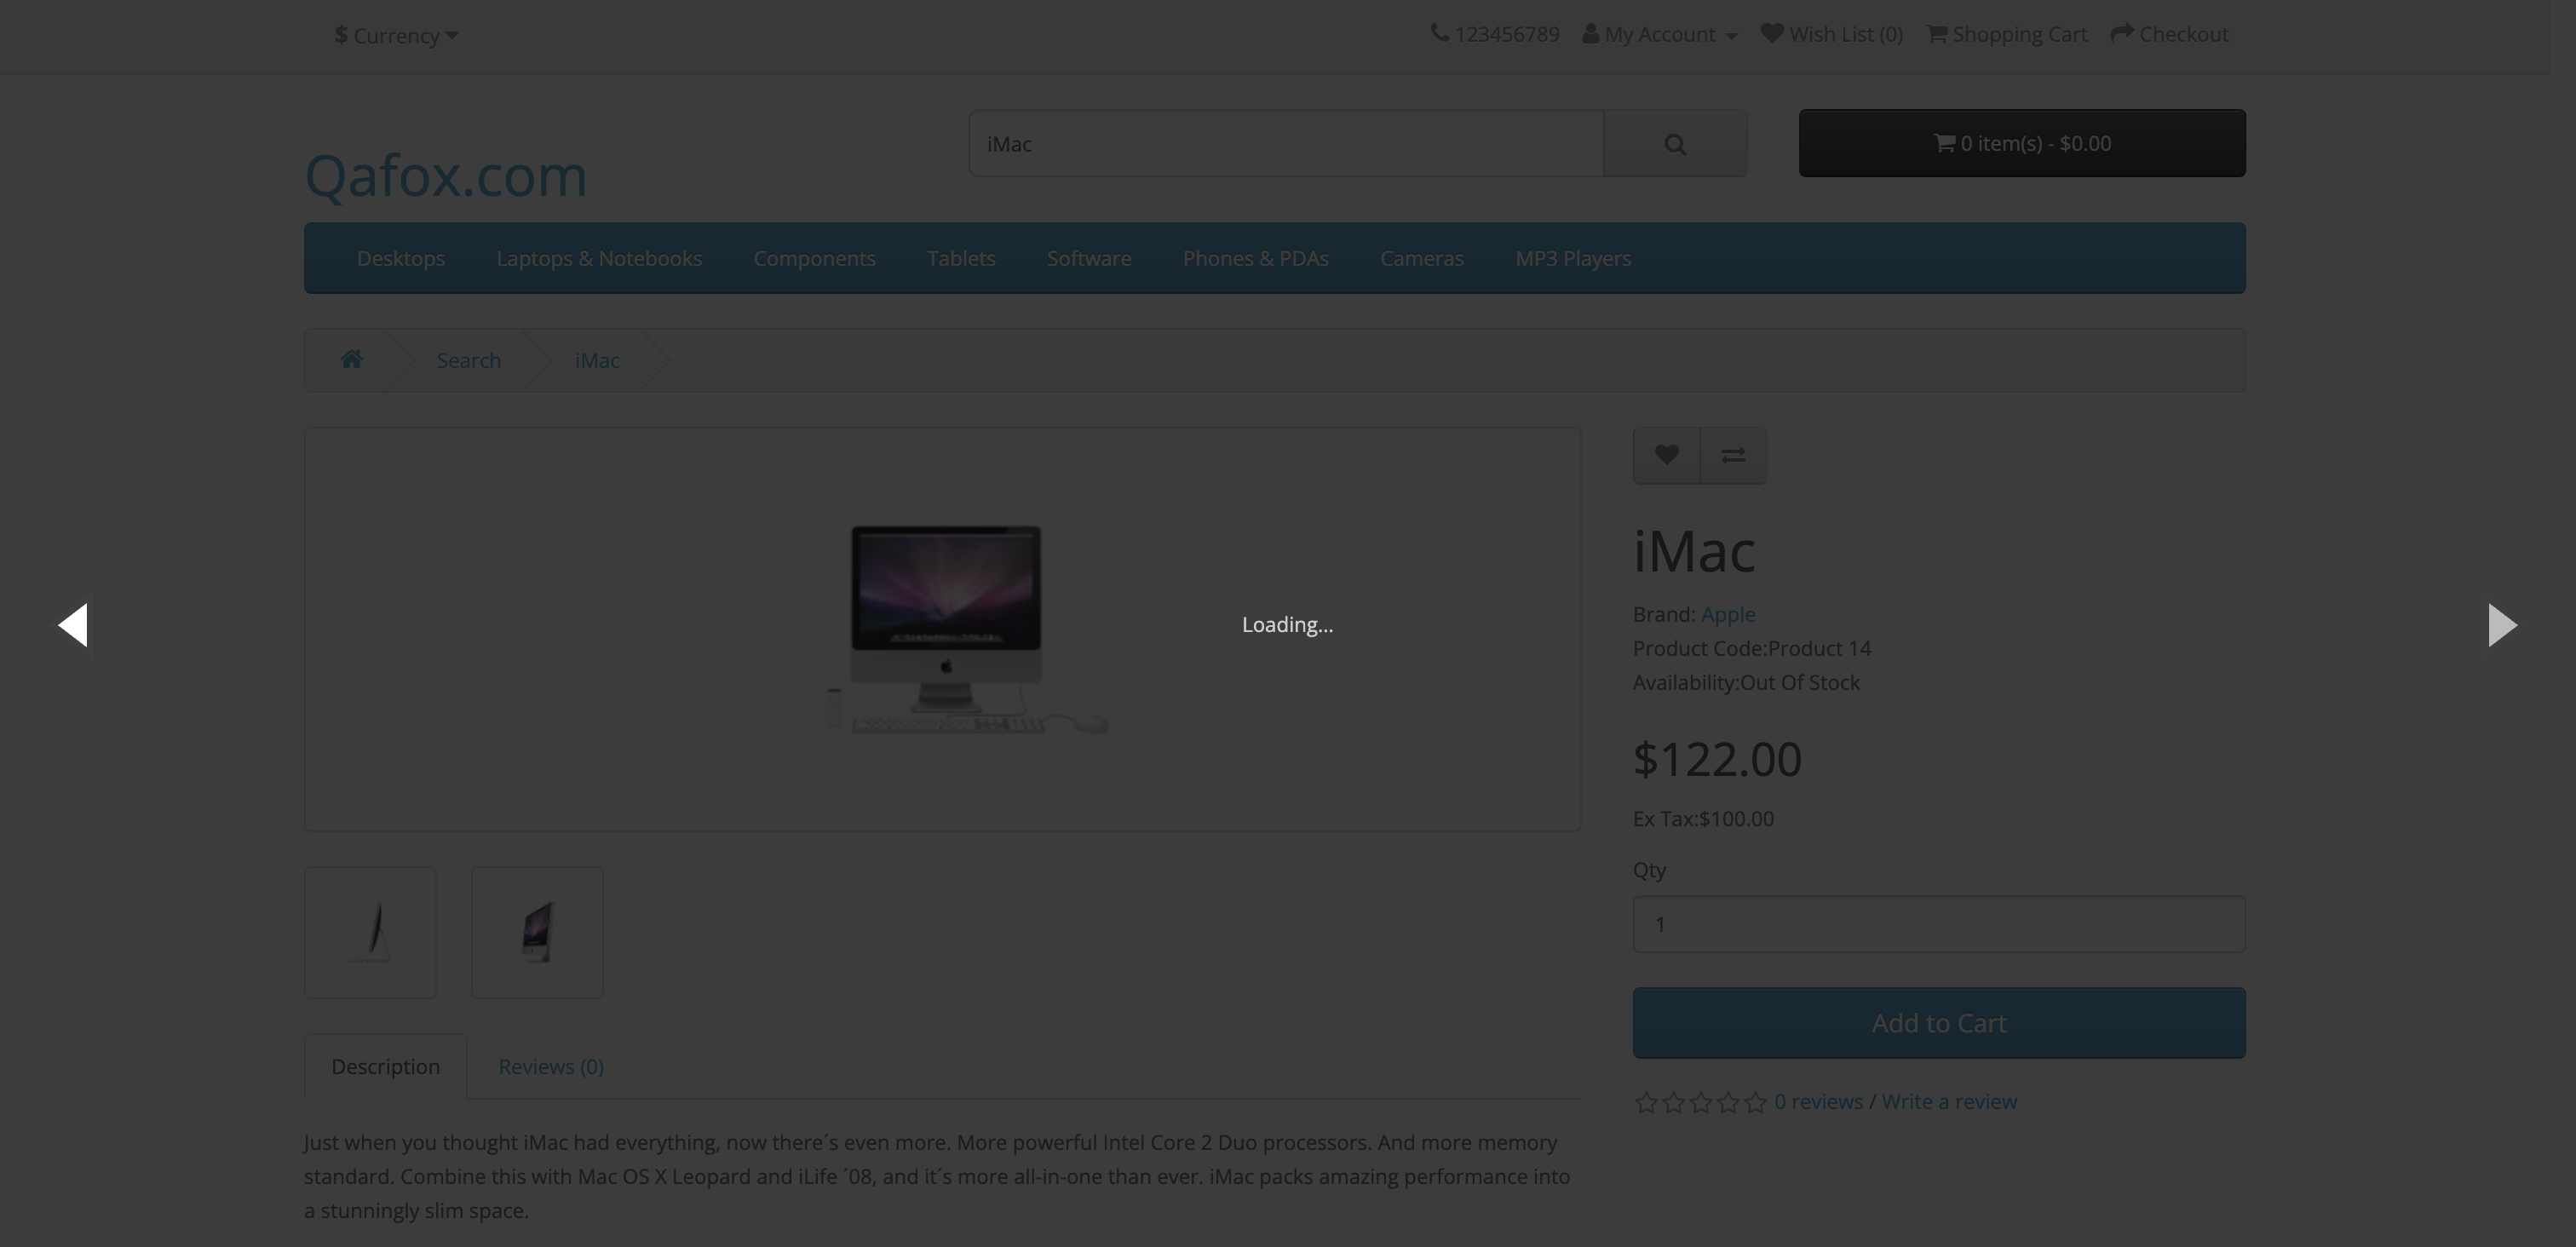 $ Currency
123456789 My Account Wish List (0) Shopping Cart Checkout
Qafox.com
iMac
0 item(s) - $0.00
Desktops Laptops & Notebooks Components Tablets Software Phones & PDAs Cameras MP3 Players
Search iMac
iMac
Brand: Apple
Product Code:Product 14
Availability:Out Of Stock
Loading...
$122.00
Ex Tax:$100.00
Qty
1
Add to Cart
0 reviews / Write a review
Description Reviews (0)
Just when you thought iMac had everything, now there´s even more. More powerful Intel Core 2 Duo processors. And more memory
standard. Combine this with Mac OS X Leopard and iLife ´08, and it´s more all-in-one than ever. iMac packs amazing performance into
a stunningly slim space.